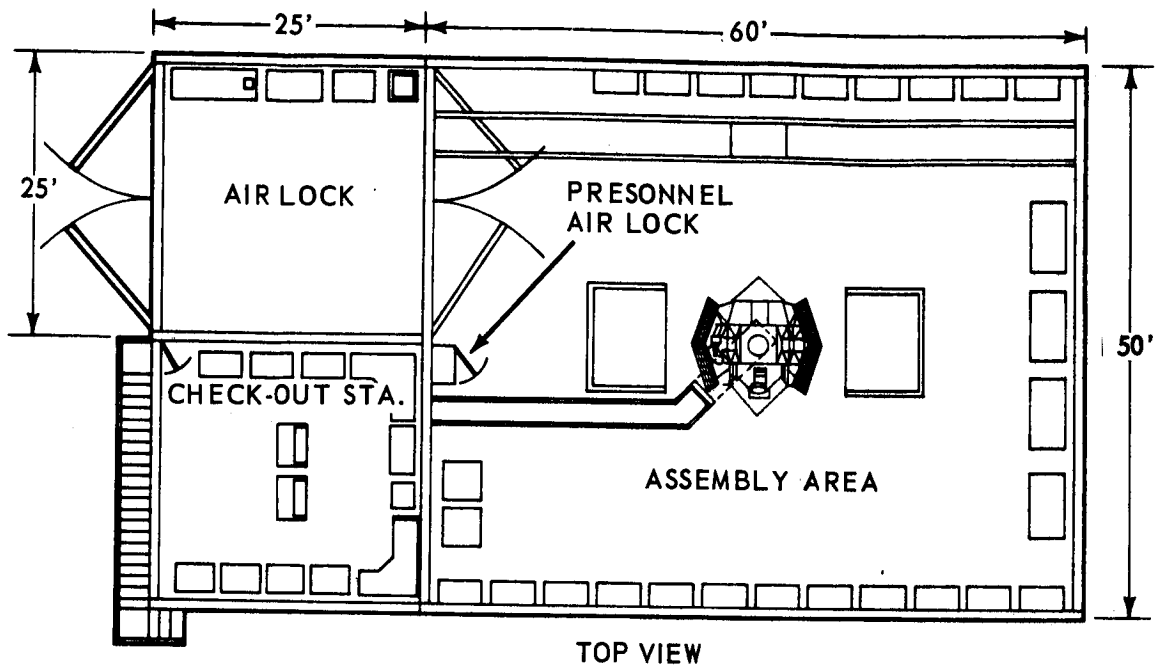 25'
60'
25'
AIR LOCK
PRESONNEL
AIR LOCK
50'
CHECK-OUT STA.
ASSEMBLY AREA
TOP VIEW